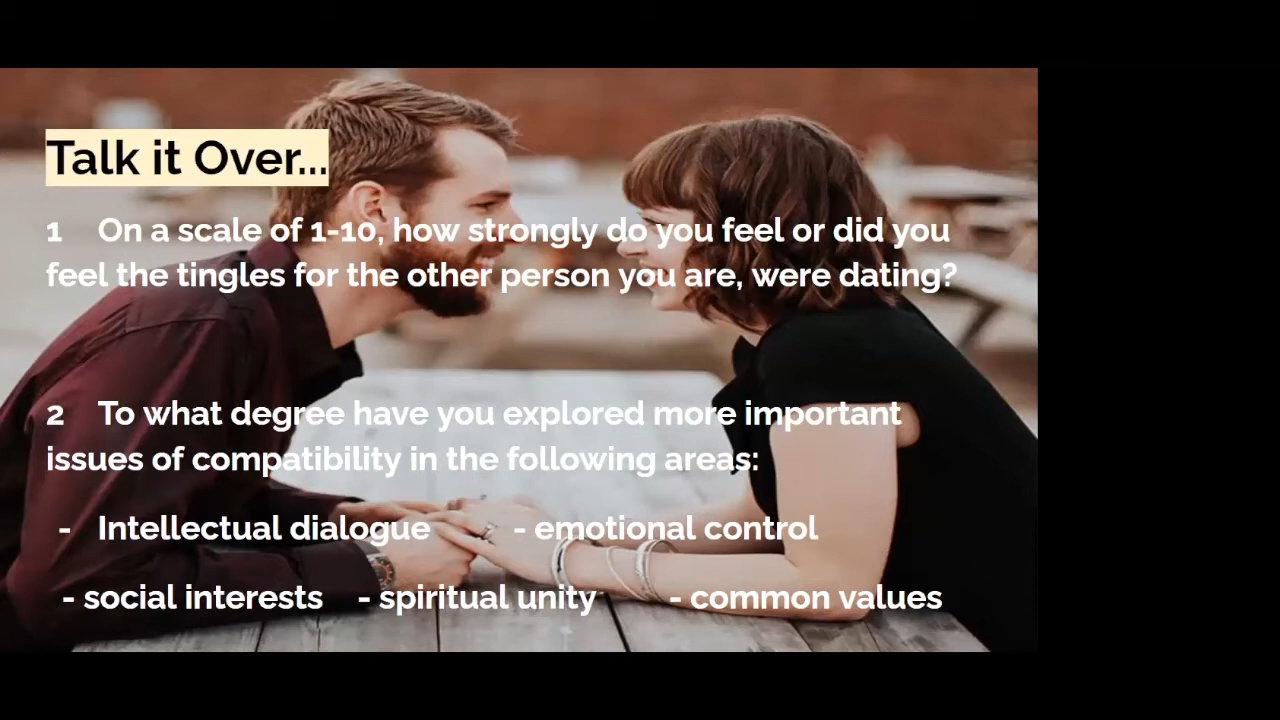 Talk it Over...
1 On a scale of 1-10, how strongly do you feel or did you
feel the tingles for the other person you are, were dating?
2 To what degree have you explored more important
issues of compatibility in the following areas:
- Intellectual dialogue - emotional control
- social interests - spiritual unity - common values